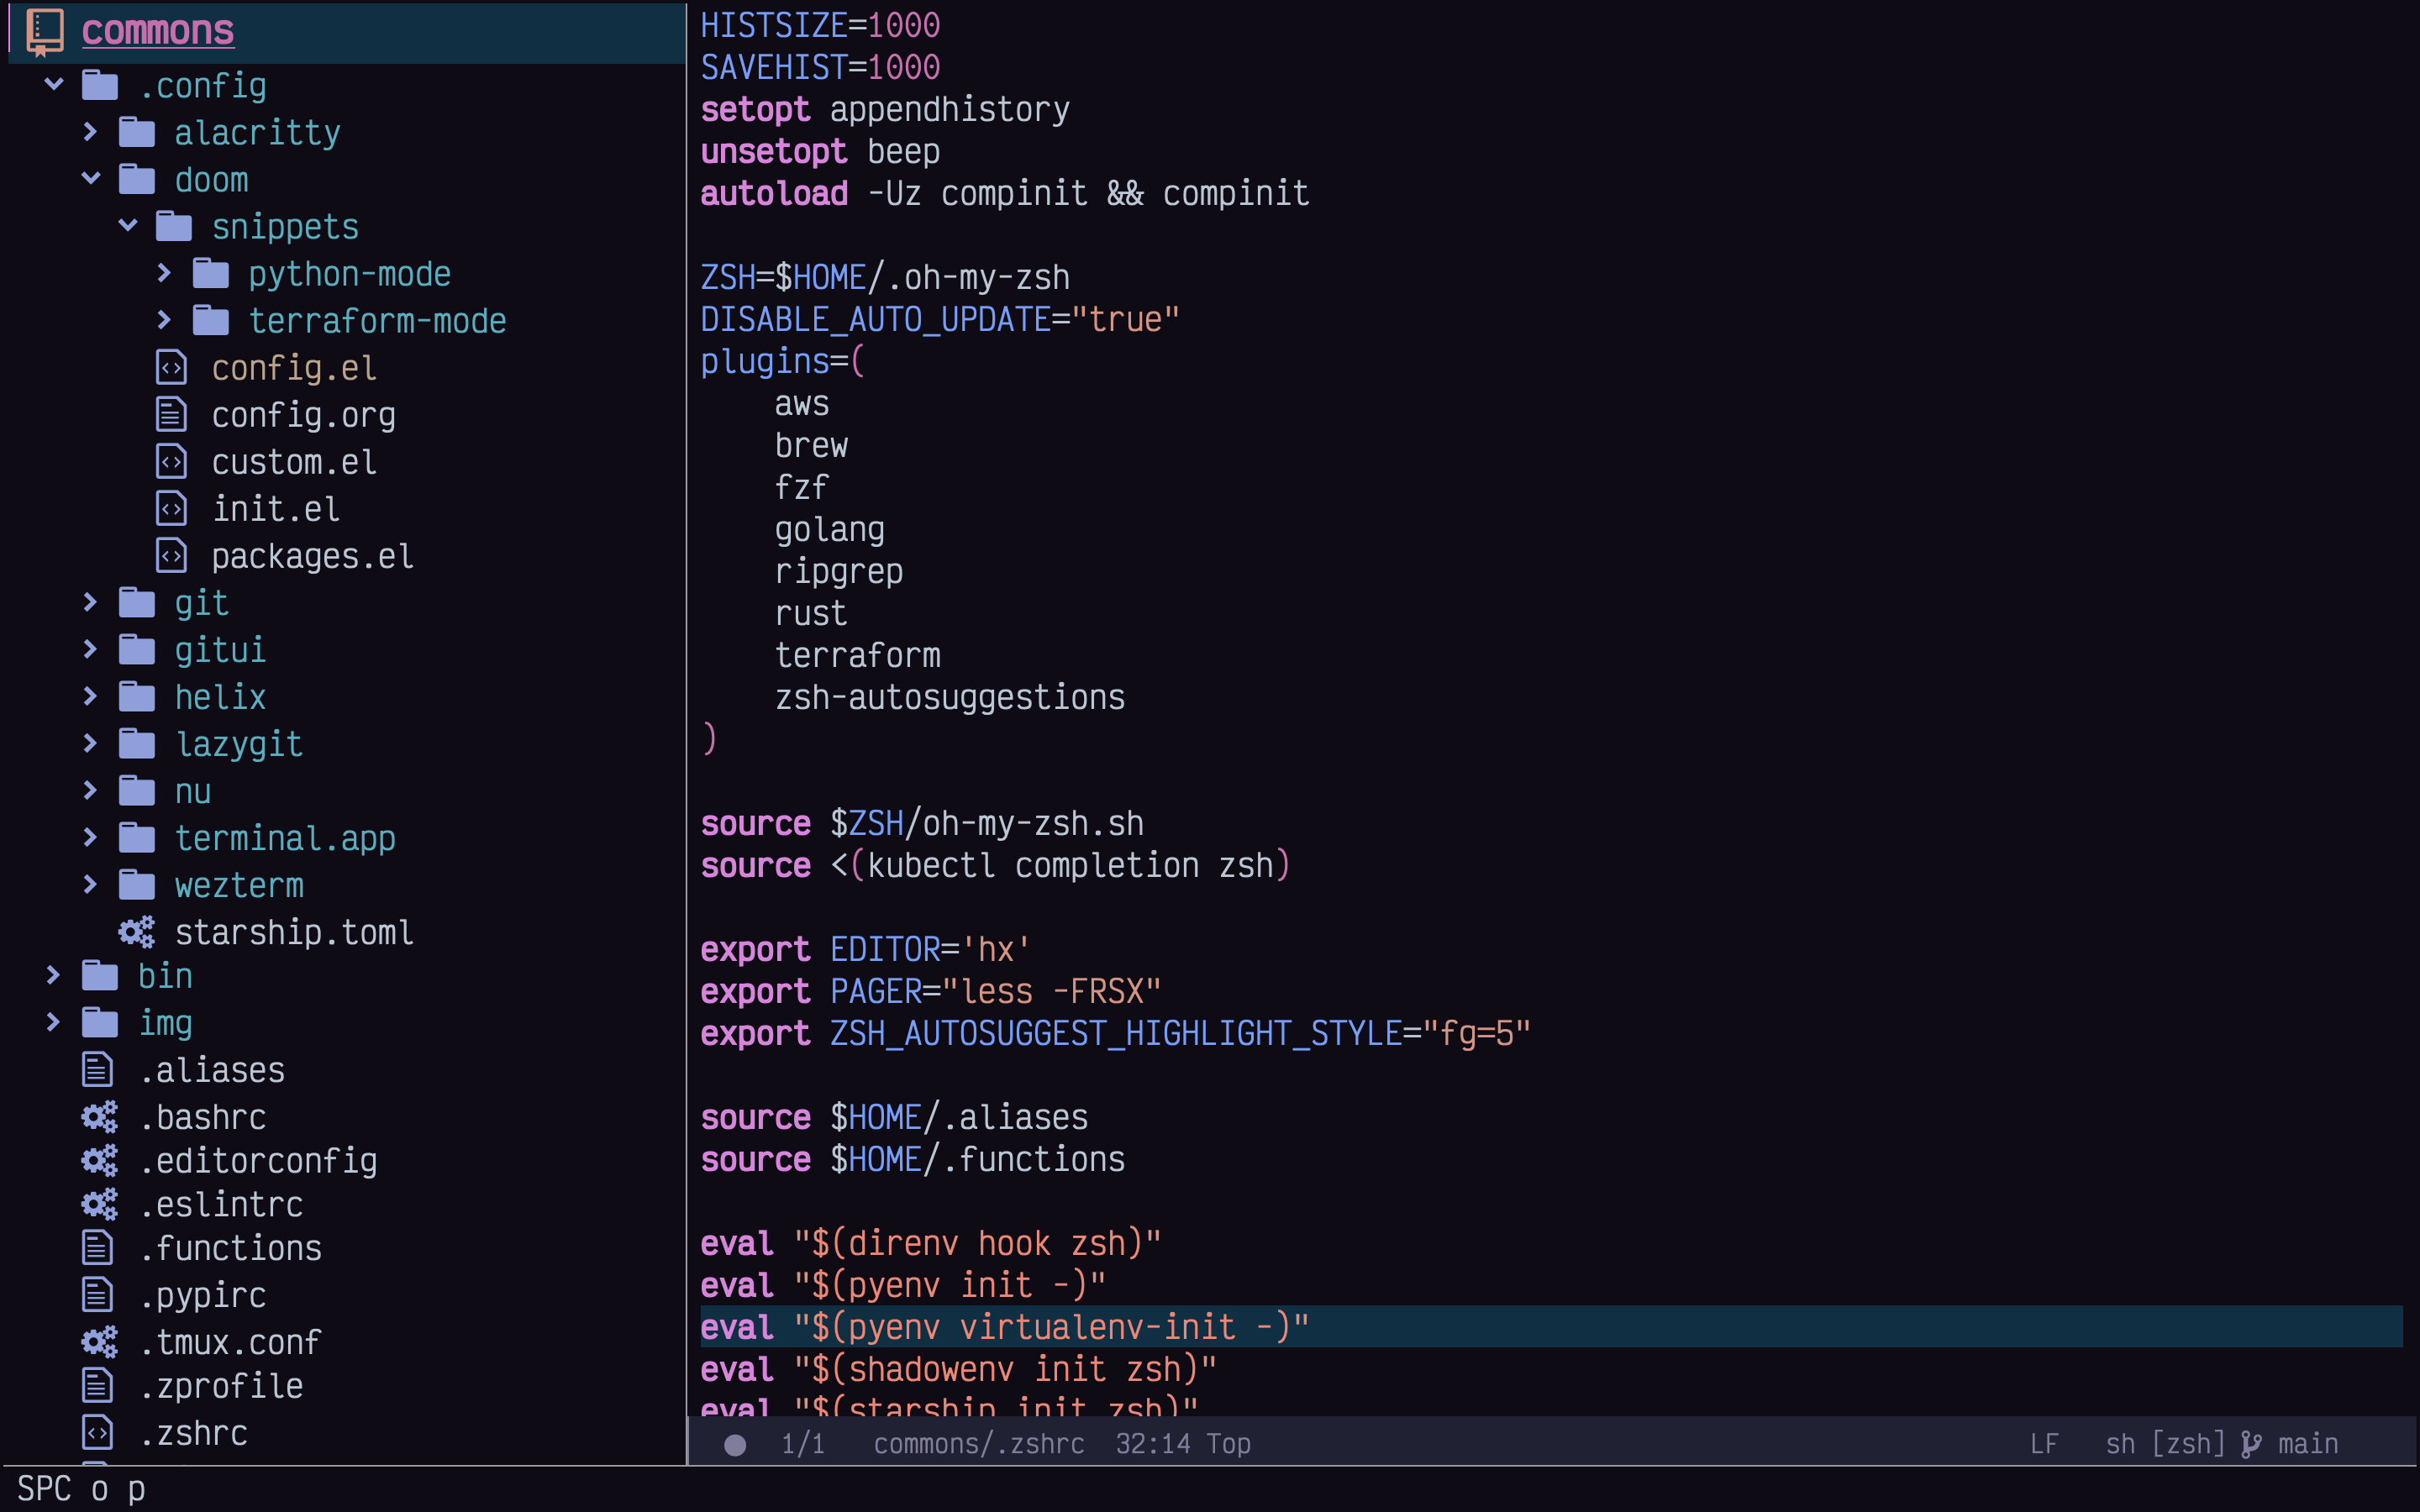 commons
.config
alacritty
doom
snippets
python-mode
terraform-mode
config.el
config.org
custom.el
init.el
packages.el
git
gitui
helix
lazygit
nu
terminal.app
wezterm
starship.toml
bin
img
.aliases
.bashrc
.editorconfig
.eslintrc
.functions
.pypirc
.tmux.conf
.zprofile
.zshrc
HISTSIZE=1000
SAVEHIST=1000
setopt appendhistory
unsetopt beep
autoload -Uz compinit && compinit
ZSH=$HOME/.oh-my-zsh
DISABLE_AUTO_UPDATE="true"
plugins=(
    aws
    brew
    fzf
    golang
    ripgrep
    rust
    terraform
    zsh-autosuggestions
)
source $ZSH/oh-my-zsh.sh
source <(kubectl completion zsh)
export EDITOR='hx'
export PAGER="less -FRSX"
export ZSH_AUTOSUGGEST_HIGHLIGHT_STYLE="fg=5"
source $HOME/.aliases
source $HOME/.functions
eval "$(direnv hook zsh)"
eval "$(pyenv init -)"
eval "$(pyenv virtualenv-init -)"
eval "$(shadowenv init zsh)"
eval "$(starship init zsh)"
1/1 commons/.zshrc 32:14 Top LF sh [zsh] main
SPC o p